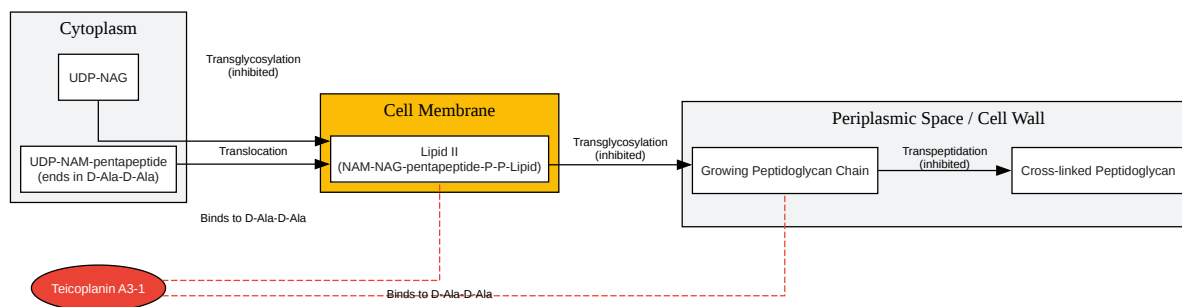 Cytoplasm
UDP-NAG
UDP-NAM-pentapeptide
(ends in D-Ala-D-Ala)
Transglycosylation
(inhibited)
Translocation
Binds to D-Ala-D-Ala
Cell Membrane
Lipid II
(NAM-NAG-pentapeptide-P-P-Lipid)
Transglycosylation
(inhibited)
Periplasmic Space / Cell Wall
Growing Peptidoglycan Chain
Transpeptidation
(inhibited)
Cross-linked Peptidoglycan
Teicoplanin A3-1
Binds to D-Ala-D-Ala